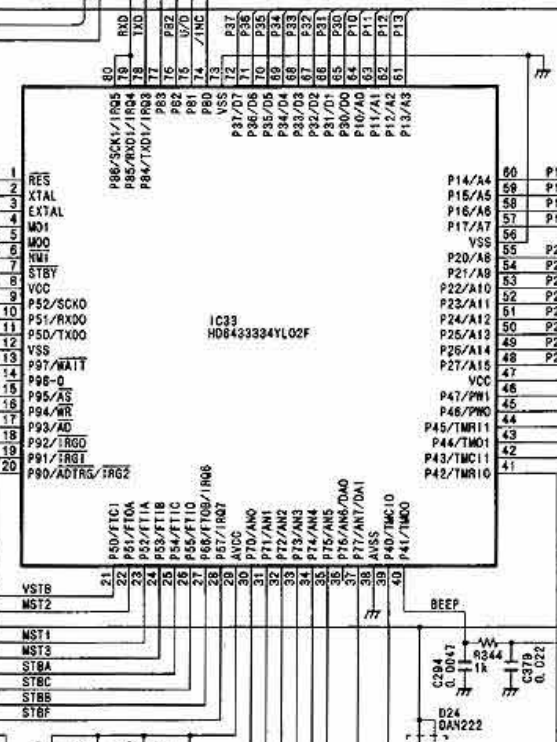 RXD
TXD
P82
U/D
/INC
P37
P36
P35
P34
P33
P32
P31
P30
P10
P11
P12
P13
80
79
78
77
76
75
74
73
72
71
70
69
68
67
66
65
64
63
62
61
P86/SCK1/IRQ5
P85/RXD1/IRQ4
P84/TXD1/IRQ3
P83
P82
P81
P80
VSS
P37/D7
P36/D6
P35/D5
P34/D4
P33/D3
P32/D2
P31/D1
P30/D0
P10/A0
P11/A1
P12/A2
P13/A3
1 RES
2 XTAL
3 EXTAL
4 MD1
5 MD0
6 NMI
7 STBY
8 VCC
9 P52/SCK0
10 P51/RXD0
11 P50/TXD0
12 VSS
13 P97/WAIT
14 P96-0
15 P95/AS
16 P94/WR
17 P93/AD
18 P92/IRG0
19 P91/IRG1
20 P90/ADTRG/IRG2
IC33
HD6433334YL02F
P14/A4 60
P15/A5 59
P16/A6 58
P17/A7 57
VSS 56
P20/A8 55
P21/A9 54
P22/A10 53
P23/A11 52
P24/A12 51
P25/A13 50
P26/A14 49
P27/A15 48
VCC 47
P47/PW1 46
P46/PW0 45
P45/TMRI1 44
P44/TMO1 43
P43/TMCI1 42
P42/TMRI0 41
P50/FTCI
P51/FTOA
P52/FTIA
P53/FTIB
P54/FTIC
P55/FTID
P66/FTOB/IRQ6
P57/IRQ7
AVCC
P70/AN0
P71/AN1
P72/AN2
P73/AN3
P74/AN4
P75/AN5
P76/AN6/DA0
P77/AN7/DA1
AVSS
P40/TMCI0
P41/TMO0
21
22
23
24
25
26
27
28
29
30
31
32
33
34
35
36
37
38
39
40
VSTB
MST2
MST1
MST3
STBA
STBC
STBB
STBF
BEEP
C294
0.0047
R344
1k
C379
0.022
D24
DAN222